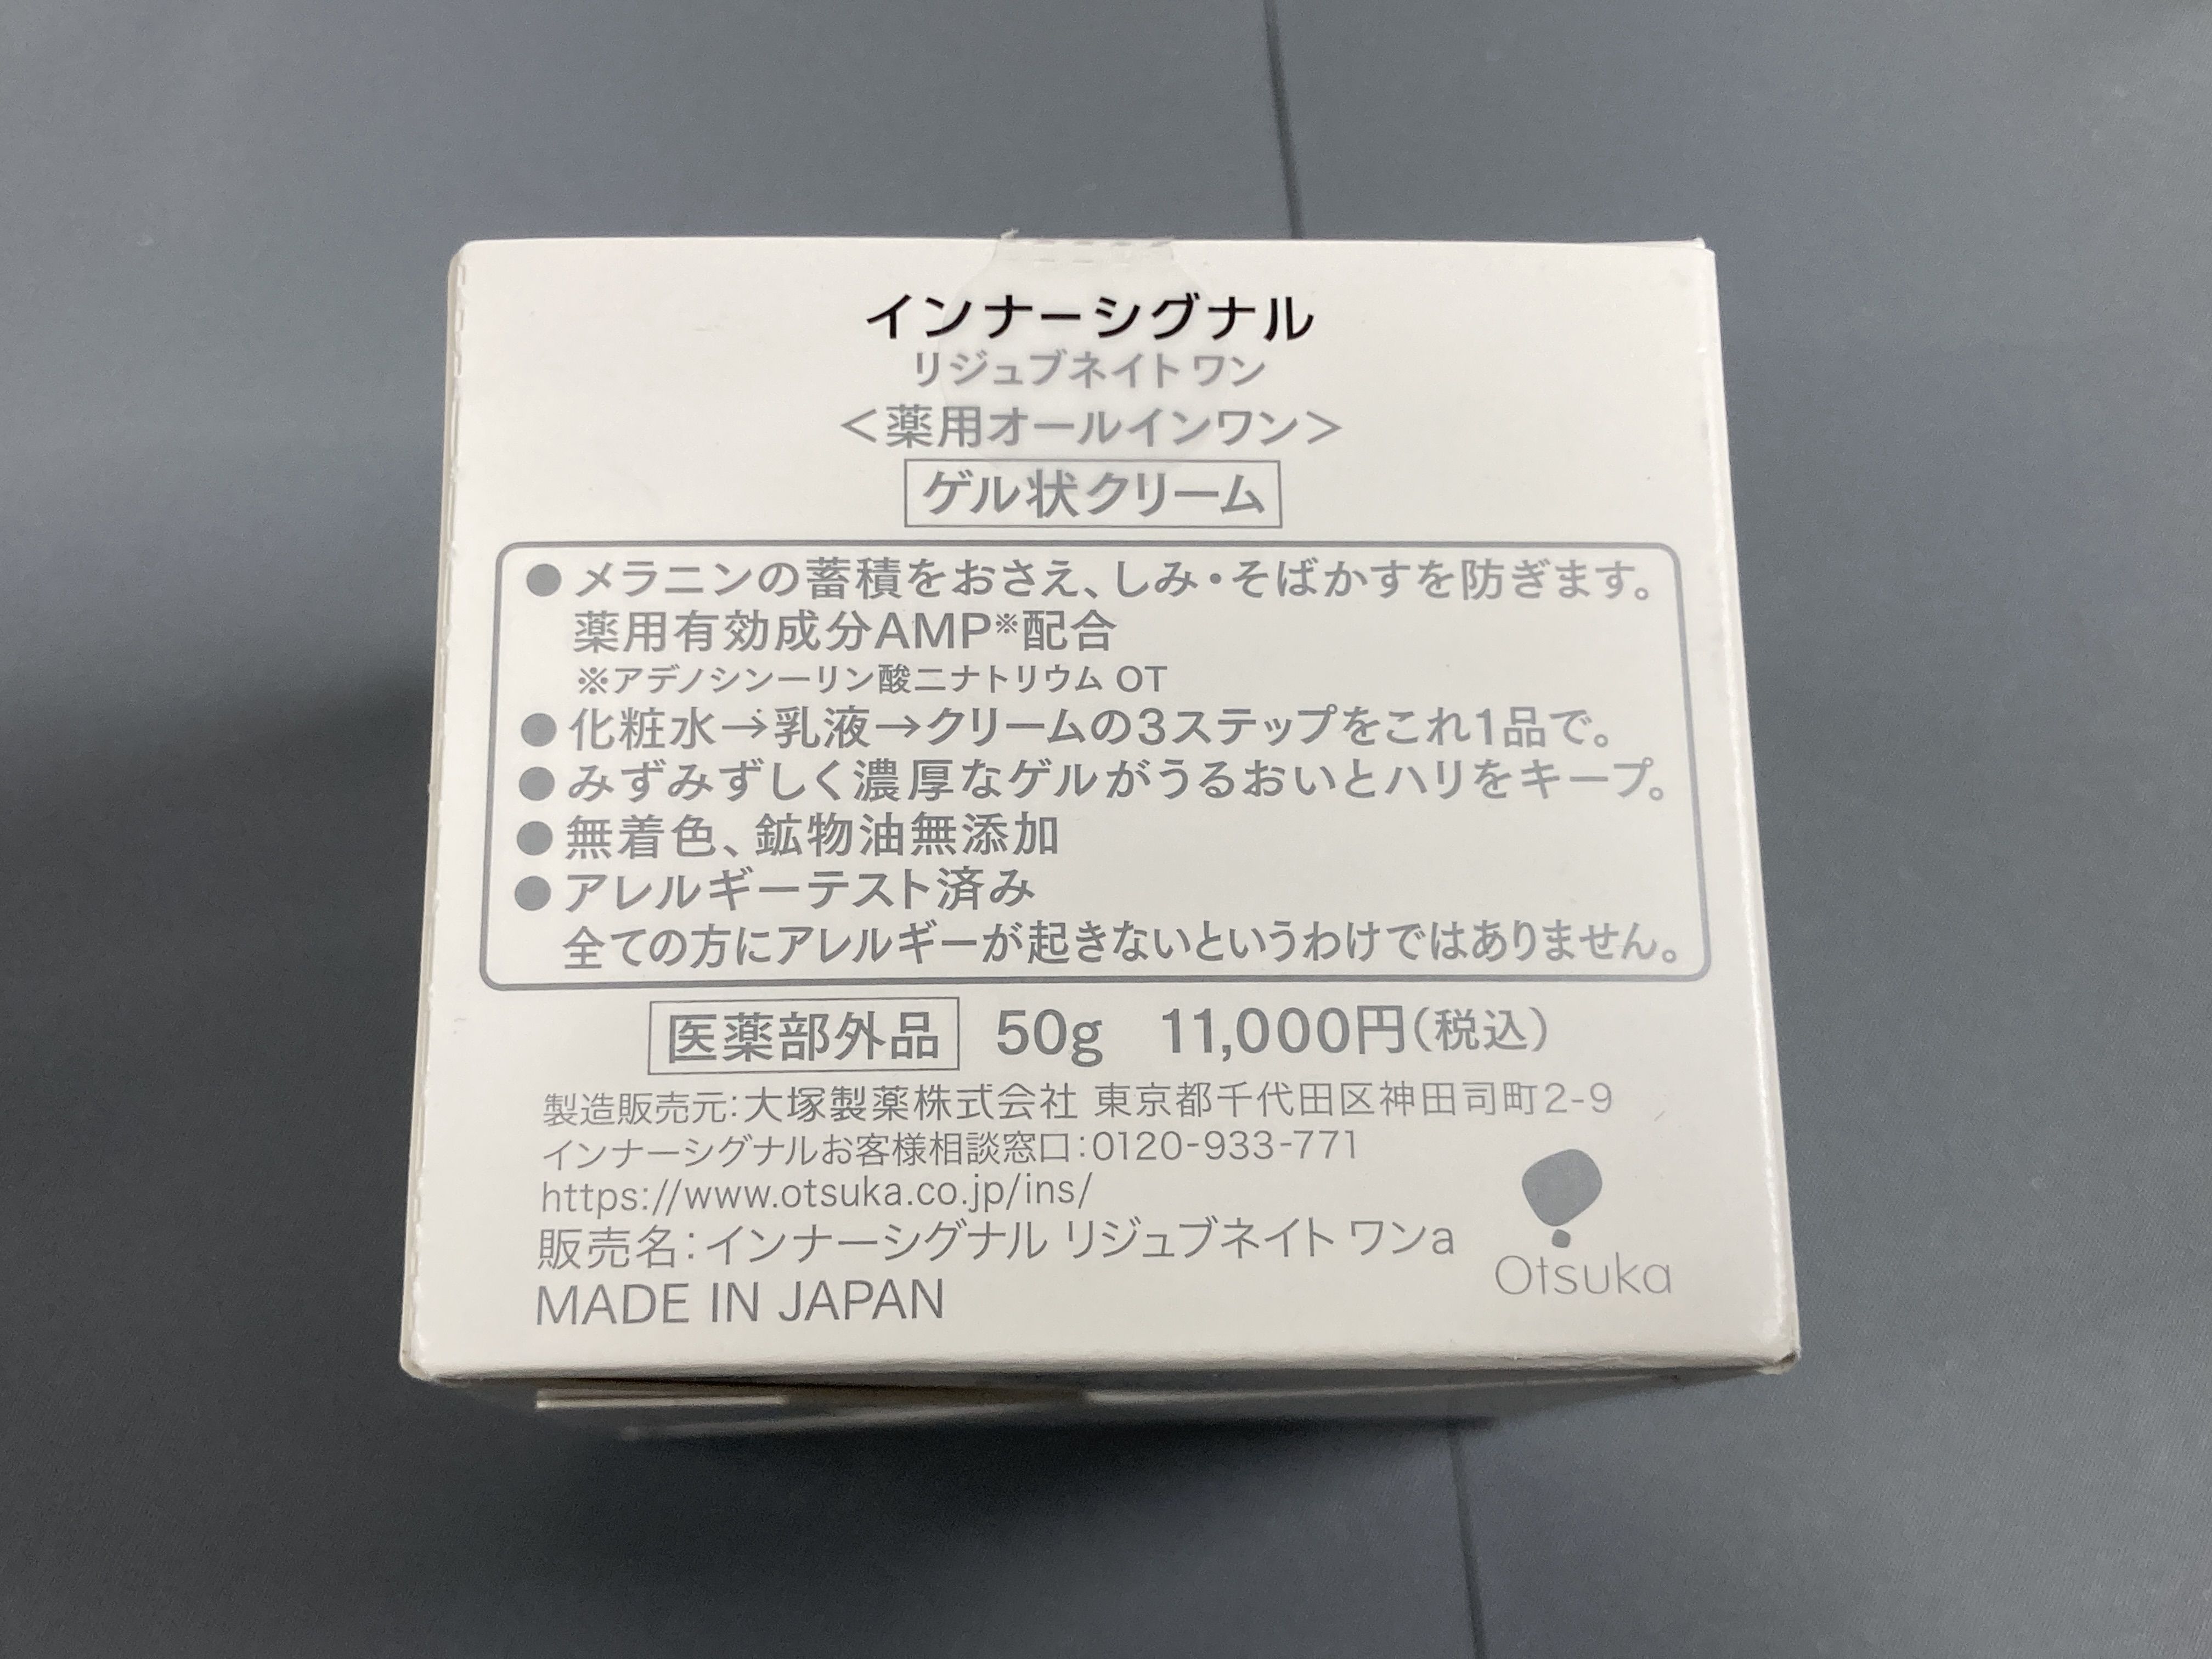 インナーシグナル
リジュブネイト ワン
＜薬用オールインワン＞
ゲル状クリーム
●メラニンの蓄積をおさえ、しみ・そばかすを防ぎます。
薬用有効成分AMP※配合
※アデノシン一リン酸二ナトリウム OT
●化粧水→乳液→クリームの3ステップをこれ1品で。
●みずみずしく濃厚なゲルがうるおいとハリをキープ。
●無着色、鉱物油無添加
●アレルギーテスト済み
全ての方にアレルギーが起きないというわけではありません。
医薬部外品 50g 11,000円（税込）
製造販売元：大塚製薬株式会社 東京都千代田区神田司町2-9
インナーシグナルお客様相談窓口：0120-933-771
https://www.otsuka.co.jp/ins/
販売名：インナーシグナル リジュブネイト ワンa
MADE IN JAPAN
Otsuka